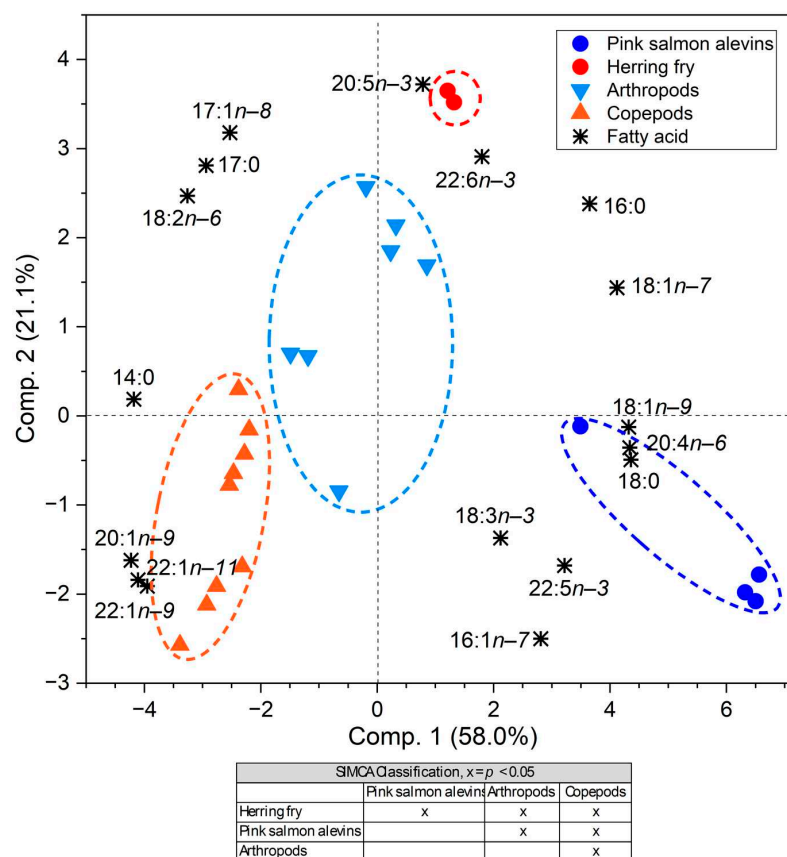 Pink salmon alevins
Herring fry
Arthropods
Copepods
Fatty acid
20:5n–3
17:1n–8
17:0
18:2n–6
22:6n–3
16:0
18:1n–7
14:0
18:1n–9
20:4n–6
18:0
20:1n–9
22:1n–11
22:1n–9
18:3n–3
22:5n–3
16:1n–7
4
3
2
1
0
−1
−2
−3
Comp. 2 (21.1%)
−4 −2 0 2 4 6
Comp. 1 (58.0%)
SIMCA Classification, x = p < 0.05
Pink salmon alevins Arthropods Copepods
Herring fry x x x
Pink salmon alevins x x
Arthropods x